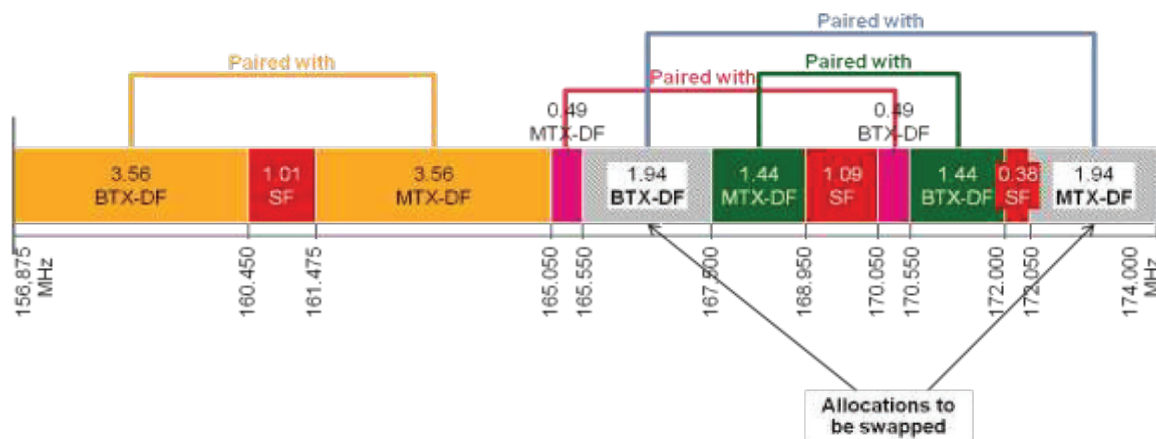 Paired with
Paired with
Paired with
Paired with
0.49
MTX-DF
0.49
BTX-DF
3.56
BTX-DF
1.01
SF
3.56
MTX-DF
1.94
BTX-DF
1.44
MTX-DF
1.09
SF
1.44
BTX-DF
0.38
SF
1.94
MTX-DF
156.875
MHz
160.450
161.475
165.050
165.550
167.500
168.950
170.050
170.550
172.000
172.050
174.000
MHz
Allocations to
be swapped